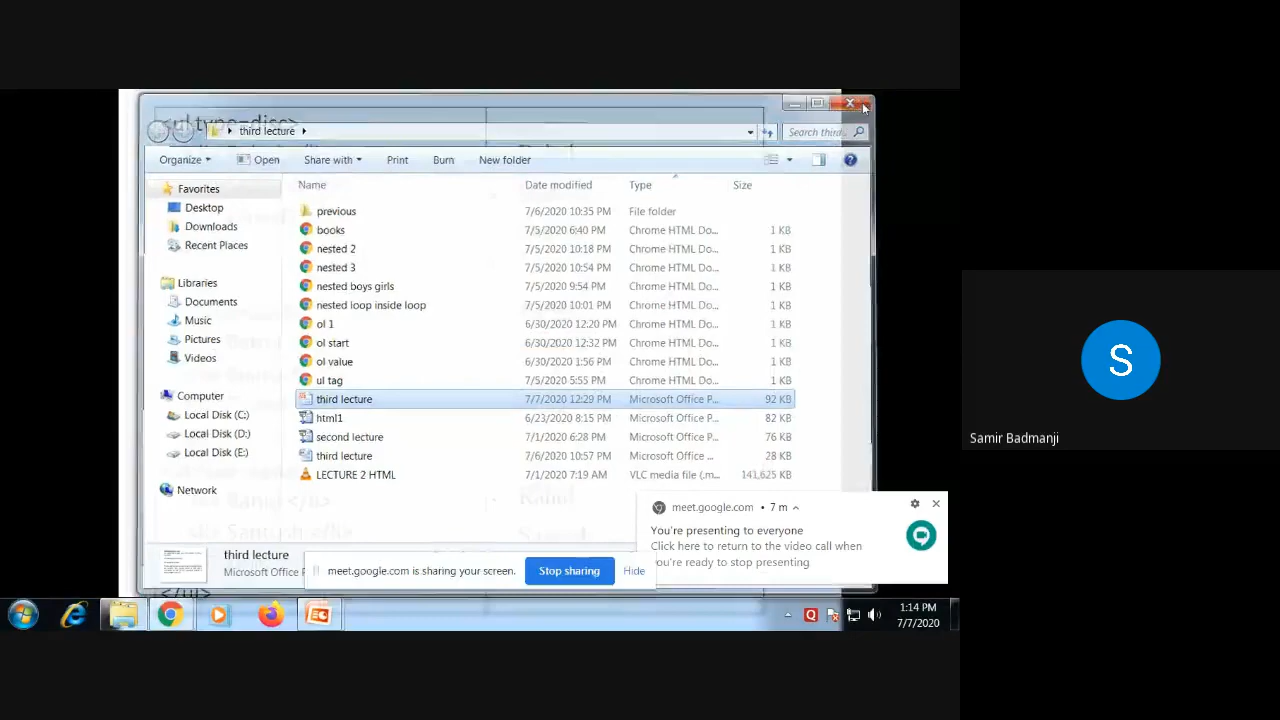 <ul type=disc>
third lecture
Search third...
Organize Open Share with Print Burn New folder
Name Date modified Type Size
Favorites
Desktop
Downloads
Recent Places
Libraries
Documents
Music
Pictures
Videos
Computer
Local Disk (C:)
Local Disk (D:)
Local Disk (E:)
Network
previous 7/6/2020 10:35 PM File folder
books 7/5/2020 6:40 PM Chrome HTML Do... 1 KB
nested 2 7/5/2020 10:18 PM Chrome HTML Do... 1 KB
nested 3 7/5/2020 10:54 PM Chrome HTML Do... 1 KB
nested boys girls 7/5/2020 9:54 PM Chrome HTML Do... 1 KB
nested loop inside loop 7/5/2020 10:01 PM Chrome HTML Do... 1 KB
ol 1 6/30/2020 12:20 PM Chrome HTML Do... 1 KB
ol start 6/30/2020 12:32 PM Chrome HTML Do... 1 KB
ol value 6/30/2020 1:56 PM Chrome HTML Do... 1 KB
ul tag 7/5/2020 5:55 PM Chrome HTML Do... 1 KB
third lecture 7/7/2020 12:29 PM Microsoft Office P... 92 KB
html1 6/23/2020 8:15 PM Microsoft Office P... 82 KB
second lecture 7/1/2020 6:28 PM Microsoft Office P... 76 KB
third lecture 7/6/2020 10:57 PM Microsoft Office ... 28 KB
LECTURE 2 HTML 7/1/2020 7:19 AM VLC media file (.m... 141,625 KB
Rahul
meet.google.com • 7 m
You're presenting to everyone
Click here to return to the video call when
you're ready to stop presenting
third lecture
Microsoft Office P
meet.google.com is sharing your screen. Stop sharing Hide
</ul>
1:14 PM
7/7/2020
S
Samir Badmanji